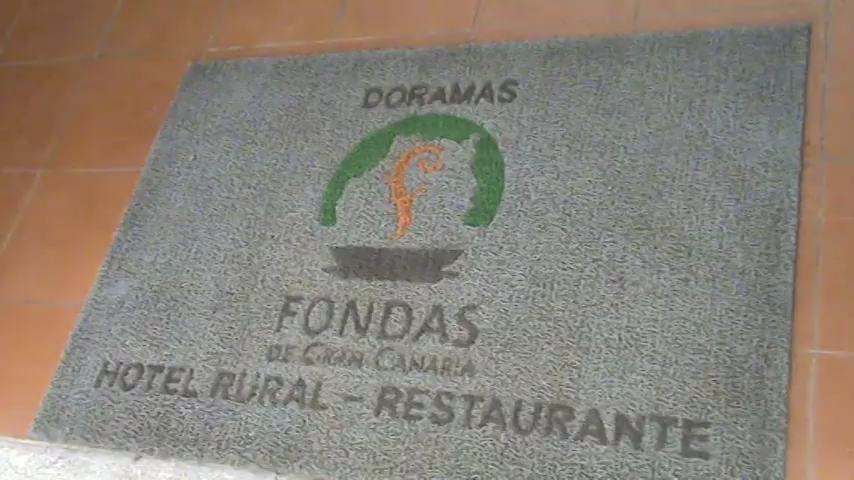 DORAMAS
FONDAS
DE GRAN CANARIA
HOTEL RURAL - RESTAURANTE